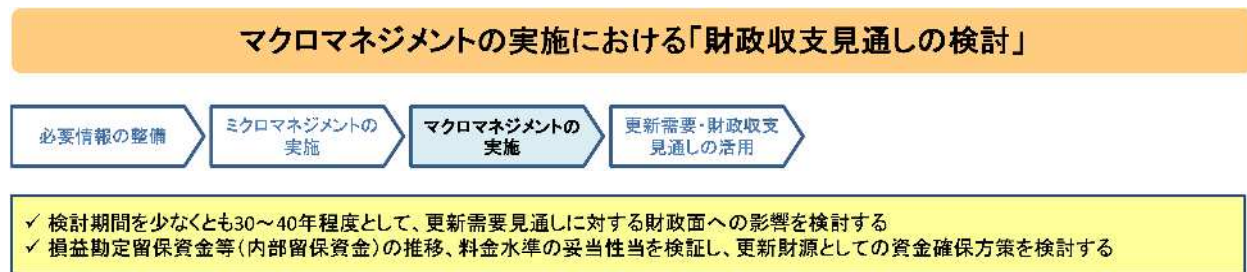 マクロマネジメントの実施における「財政収支見通しの検討」
必要情報の整備
ミクロマネジメントの
実施
マクロマネジメントの
実施
更新需要・財政収支
見通しの活用
✓ 検討期間を少なくとも30～40年程度として、更新需要見通しに対する財政面への影響を検討する
✓ 損益勘定留保資金等(内部留保資金)の推移、料金水準の妥当性当を検証し、更新財源としての資金確保方策を検討する